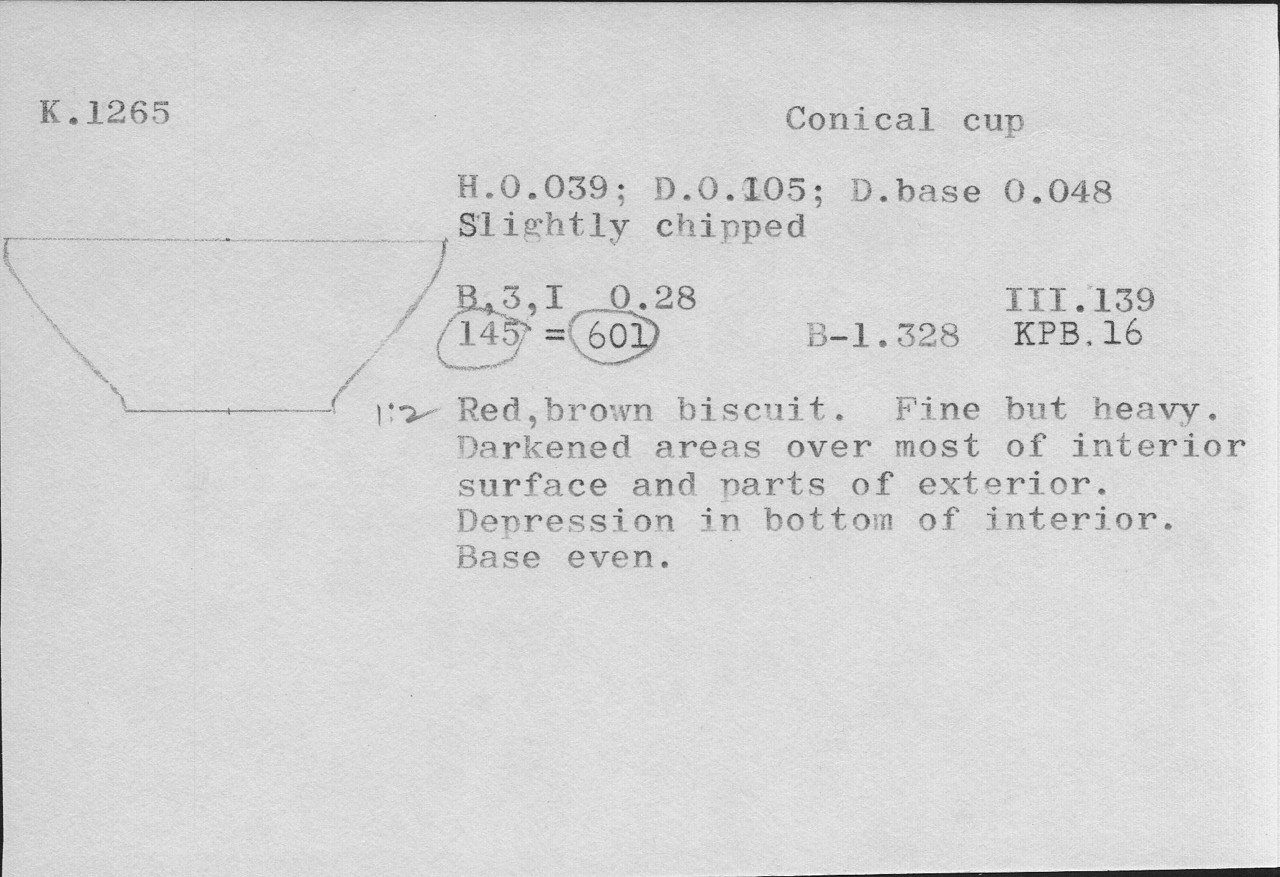 K.1265
Conical cup
H.0.039; D.0.105; D.base 0.048
Slightly chipped
B,3,I 0.28 III.139
145 = 601 B-1.328 KPB.16
1:2
Red,brown biscuit. Fine but heavy.
Darkened areas over most of interior
surface and parts of exterior.
Depression in bottom of interior.
Base even.